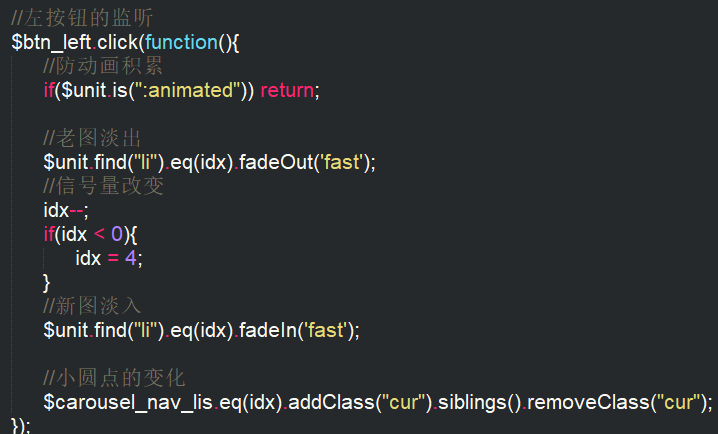 //左按钮的监听
$btn_left.click(function(){
//防动画积累
if($unit.is(":animated")) return;
//老图淡出
$unit.find("li").eq(idx).fadeOut('fast');
//信号量改变
idx--;
if(idx < 0){
idx = 4;
}
//新图淡入
$unit.find("li").eq(idx).fadeIn('fast');
//小圆点的变化
$carousel_nav_lis.eq(idx).addClass("cur").siblings().removeClass("cur");
});